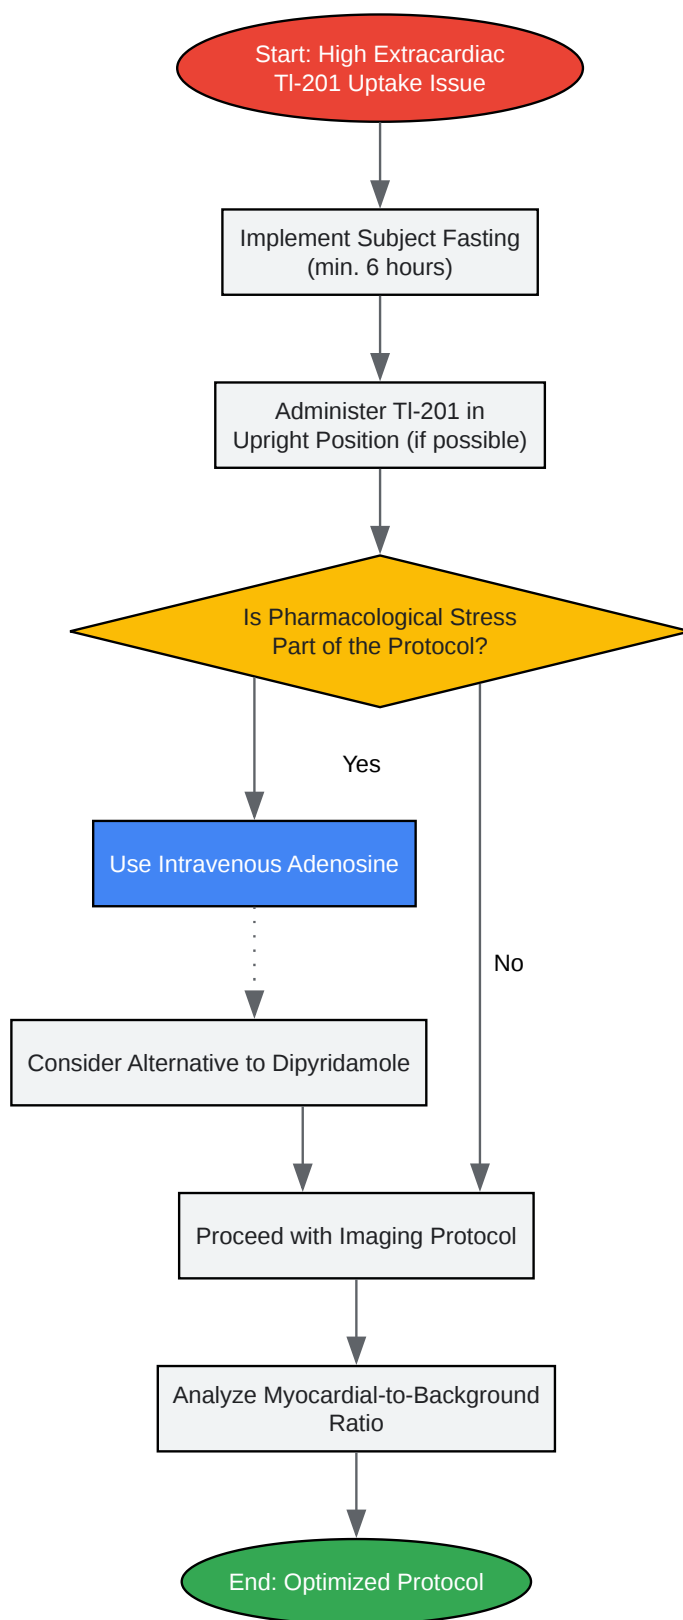 Start: High Extracardiac
Tl-201 Uptake Issue
Implement Subject Fasting
(min. 6 hours)
Administer Tl-201 in
Upright Position (if possible)
Is Pharmacological Stress
Part of the Protocol?
Yes
Use Intravenous Adenosine
No
Consider Alternative to Dipyridamole
Proceed with Imaging Protocol
Analyze Myocardial-to-Background
Ratio
End: Optimized Protocol